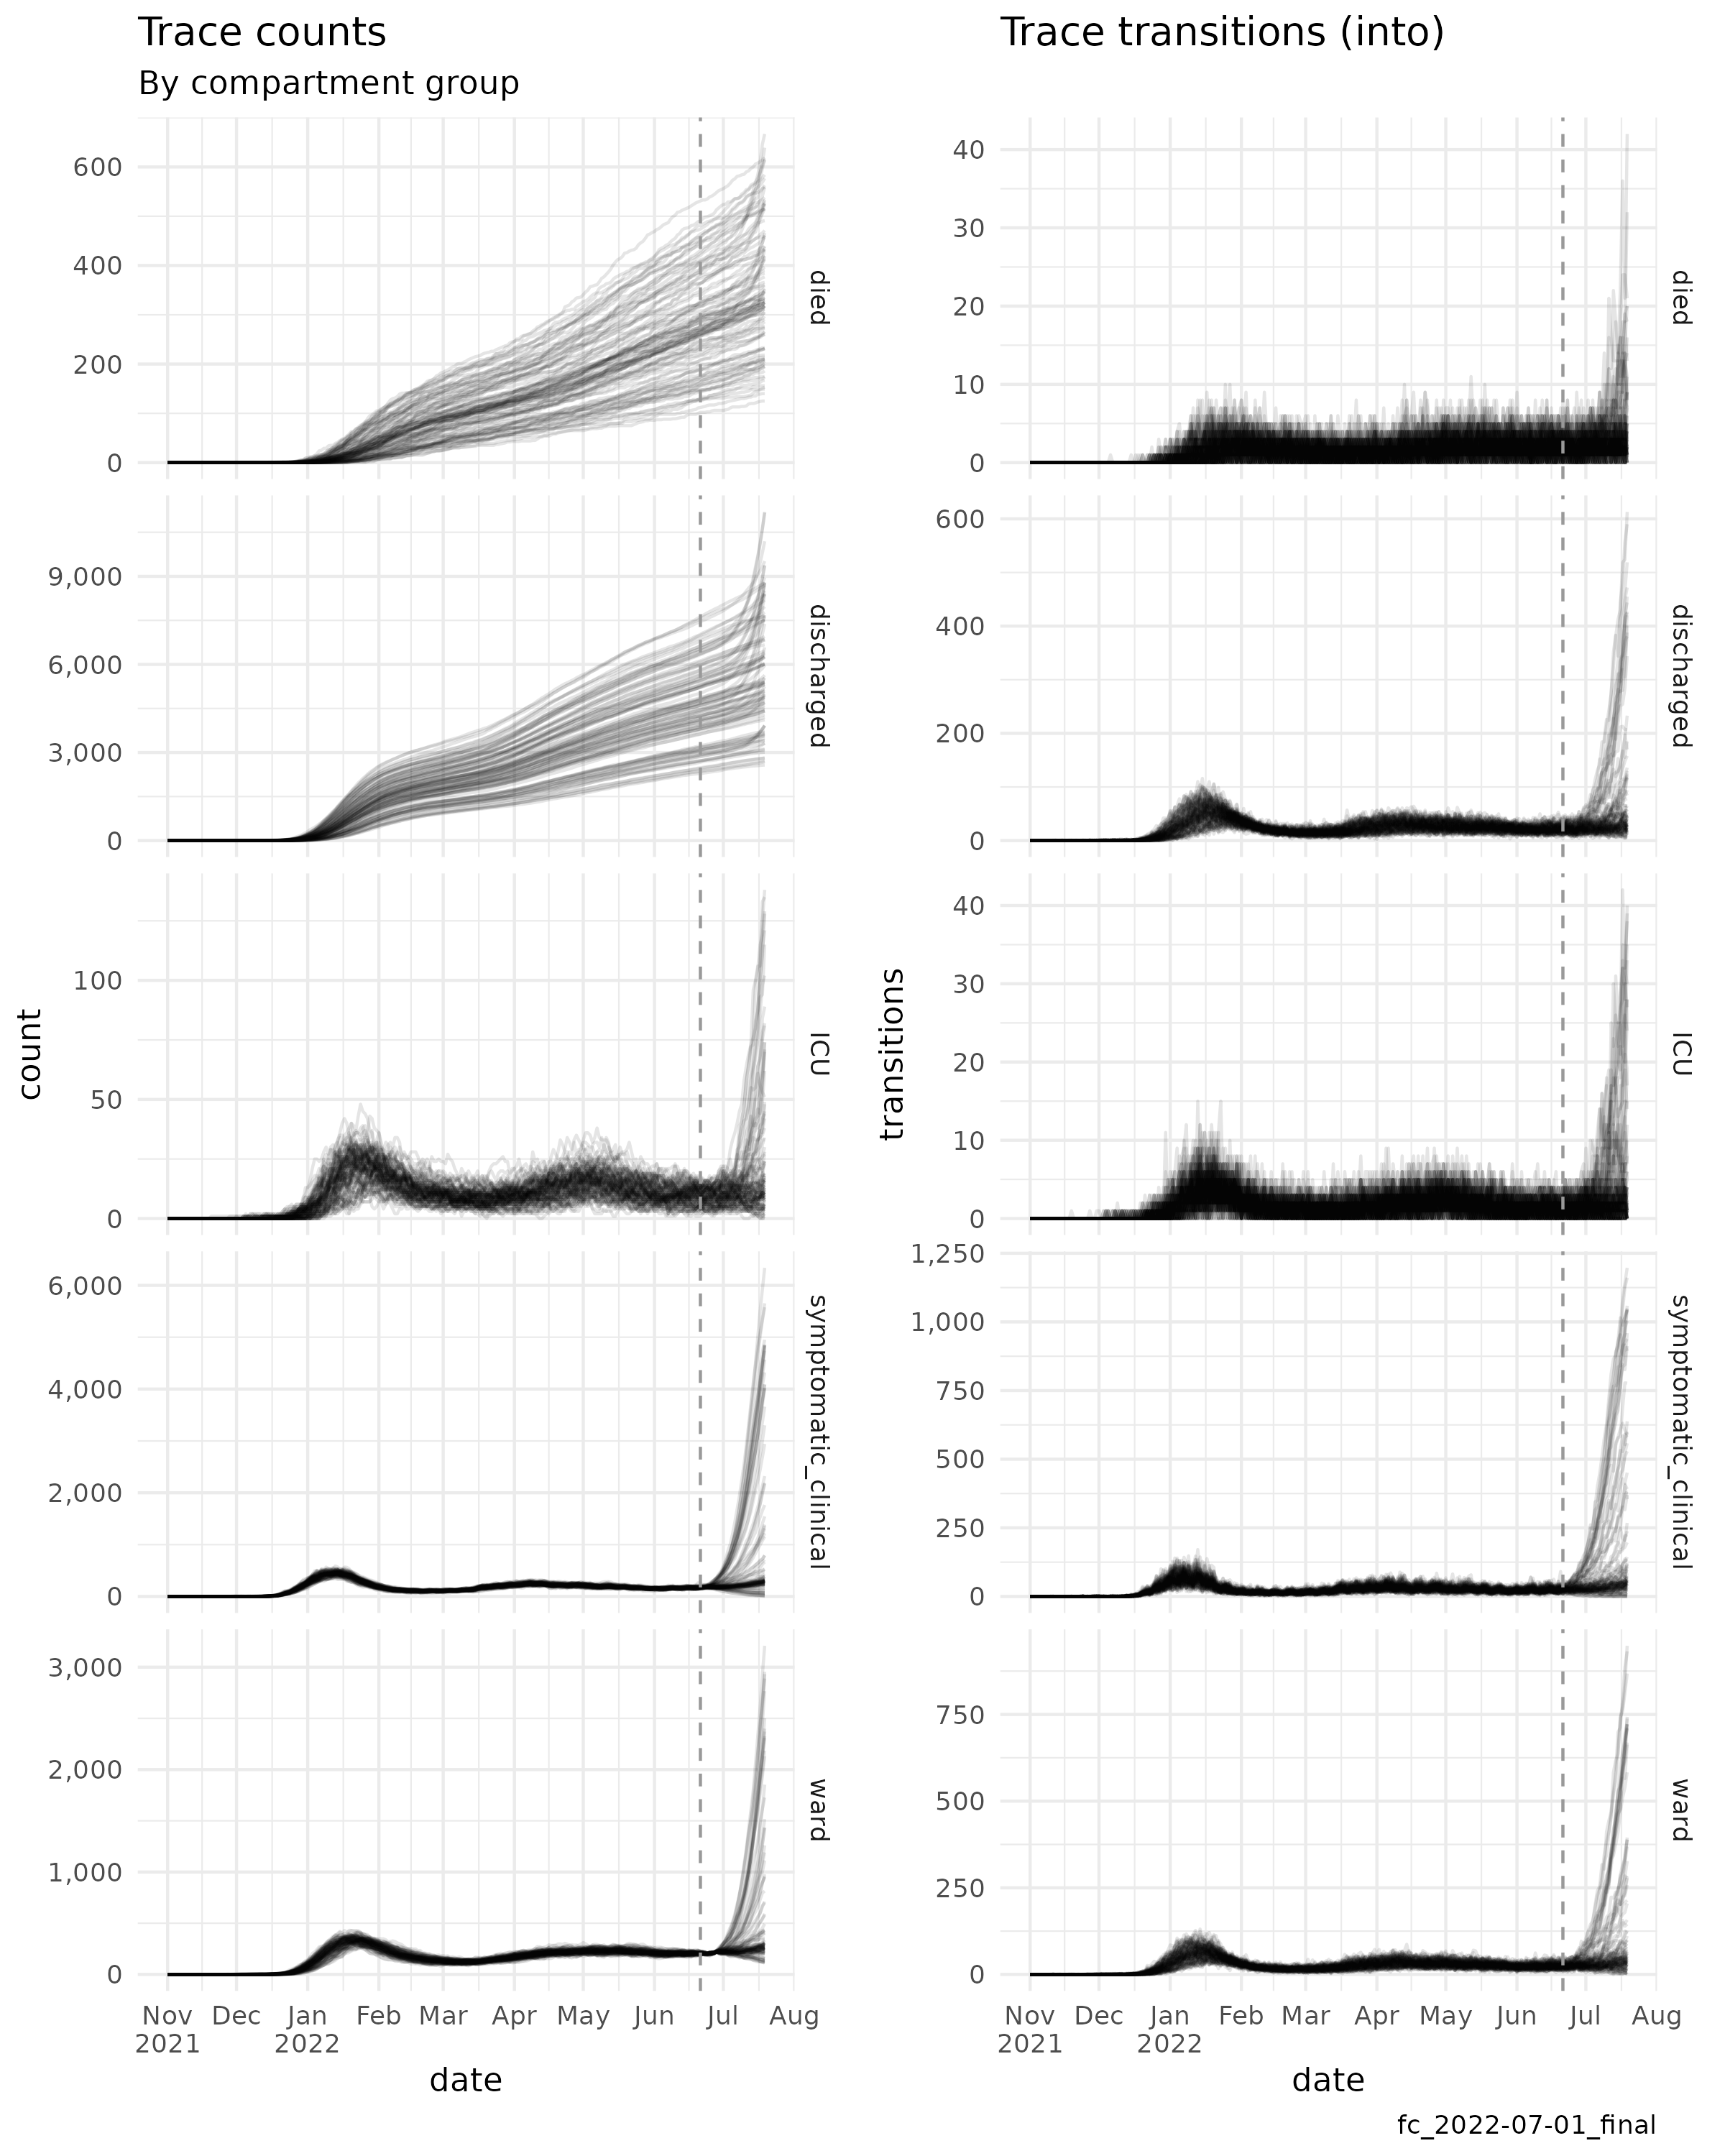 Trace counts
By compartment group
600
400
200
0
died
9,000
6,000
3,000
0
discharged
100
50
0
ICU
6,000
4,000
2,000
0
symptomatic_clinical
3,000
2,000
1,000
0
ward
count
Nov Dec Jan Feb Mar Apr May Jun Jul Aug
2021 2022
date
Trace transitions (into)
40
30
20
10
0
died
600
400
200
0
discharged
40
30
20
10
0
ICU
1,250
1,000
750
500
250
0
symptomatic_clinical
750
500
250
0
ward
transitions
Nov Dec Jan Feb Mar Apr May Jun Jul Aug
2021 2022
date
fc_2022-07-01_final